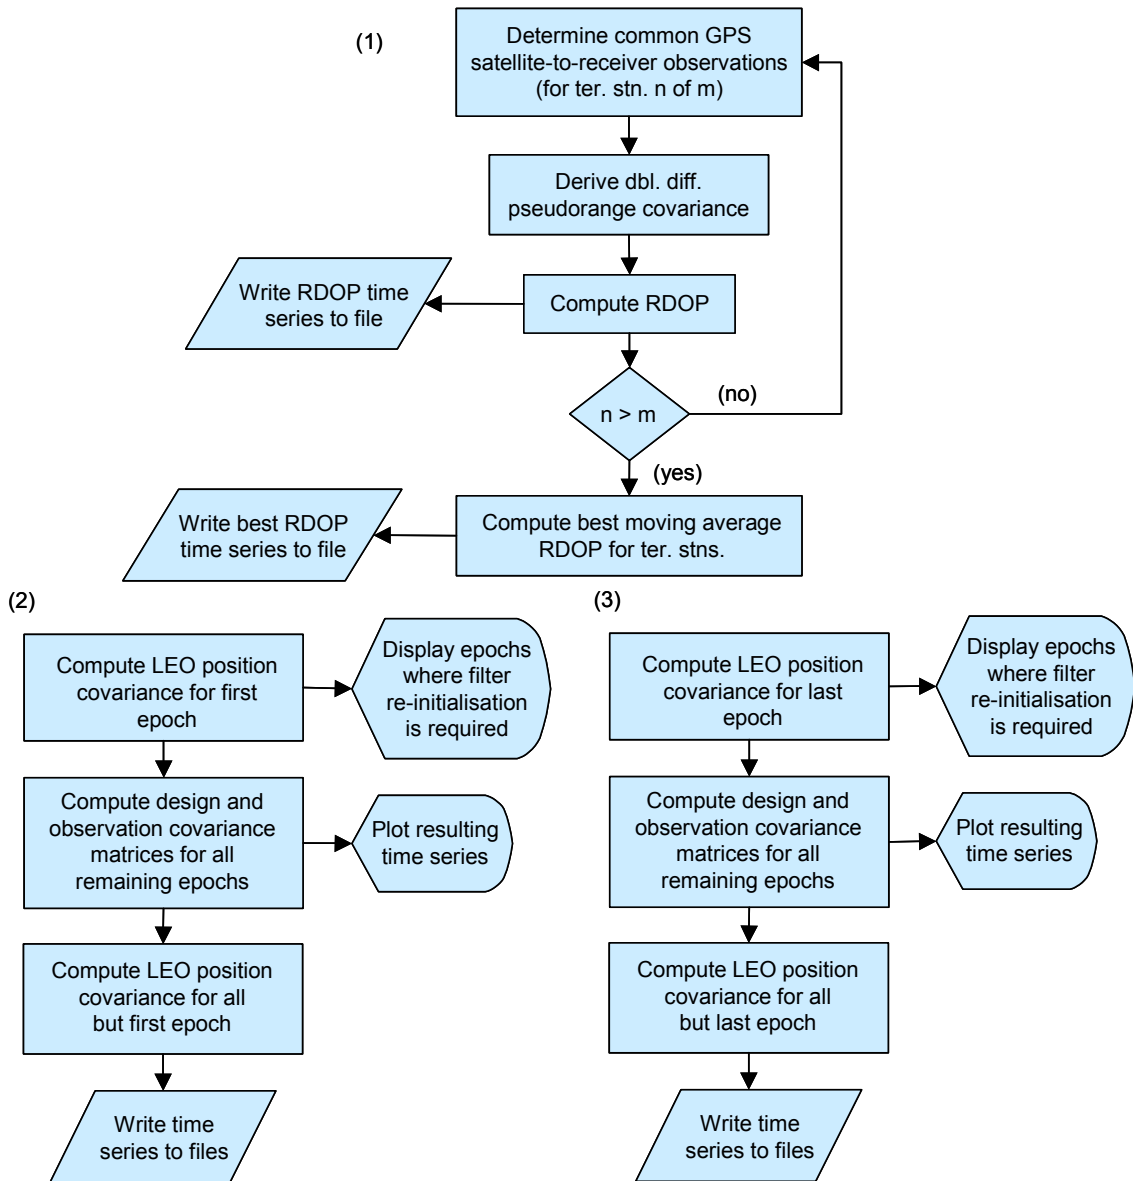 (1)
Determine common GPS
satellite-to-receiver observations
(for ter. stn. n of m)
Derive dbl. diff.
pseudorange covariance
Write RDOP time
series to file
Compute RDOP
n > m
(no)
(yes)
Write best RDOP
time series to file
Compute best moving average
RDOP for ter. stns.
(2)
Compute LEO position
covariance for first
epoch
Display epochs
where filter
re-initialisation
is required
Compute design and
observation covariance
matrices for all
remaining epochs
Plot resulting
time series
Compute LEO position
covariance for all
but first epoch
Write time
series to files
(3)
Compute LEO position
covariance for last
epoch
Display epochs
where filter
re-initialisation
is required
Compute design and
observation covariance
matrices for all
remaining epochs
Plot resulting
time series
Compute LEO position
covariance for all
but last epoch
Write time
series to files